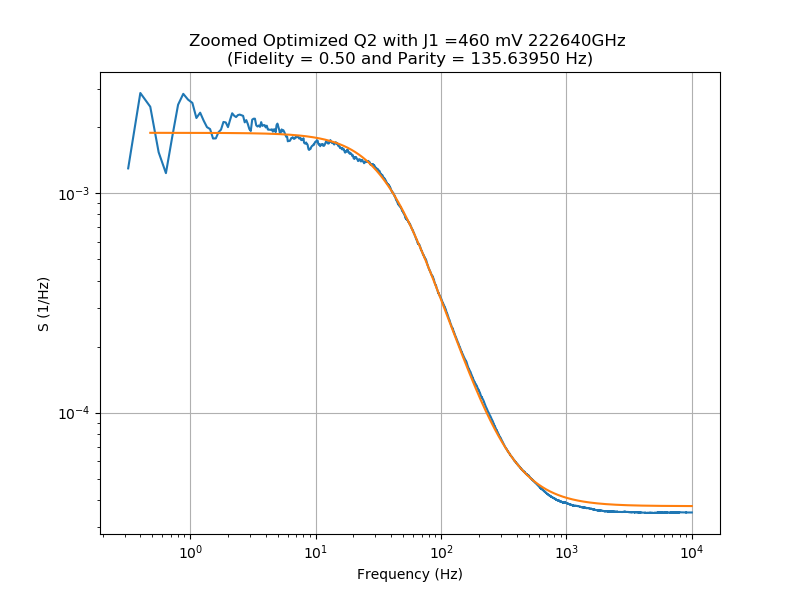 Zoomed Optimized Q2 with J1 =460 mV 222640GHz
(Fidelity = 0.50 and Parity = 135.63950 Hz)
S (1/Hz)
10⁻³
10⁻⁴
10⁰ 10¹ 10² 10³ 10⁴
Frequency (Hz)